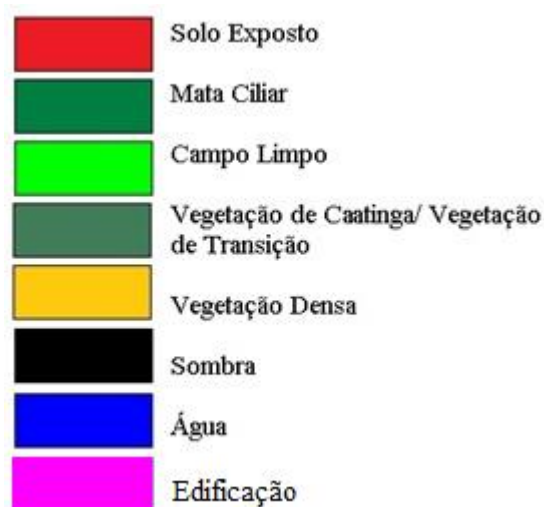 Solo Exposto
Mata Ciliar
Campo Limpo
Vegetação de Caatinga/ Vegetação
de Transição
Vegetação Densa
Sombra
Água
Edificação